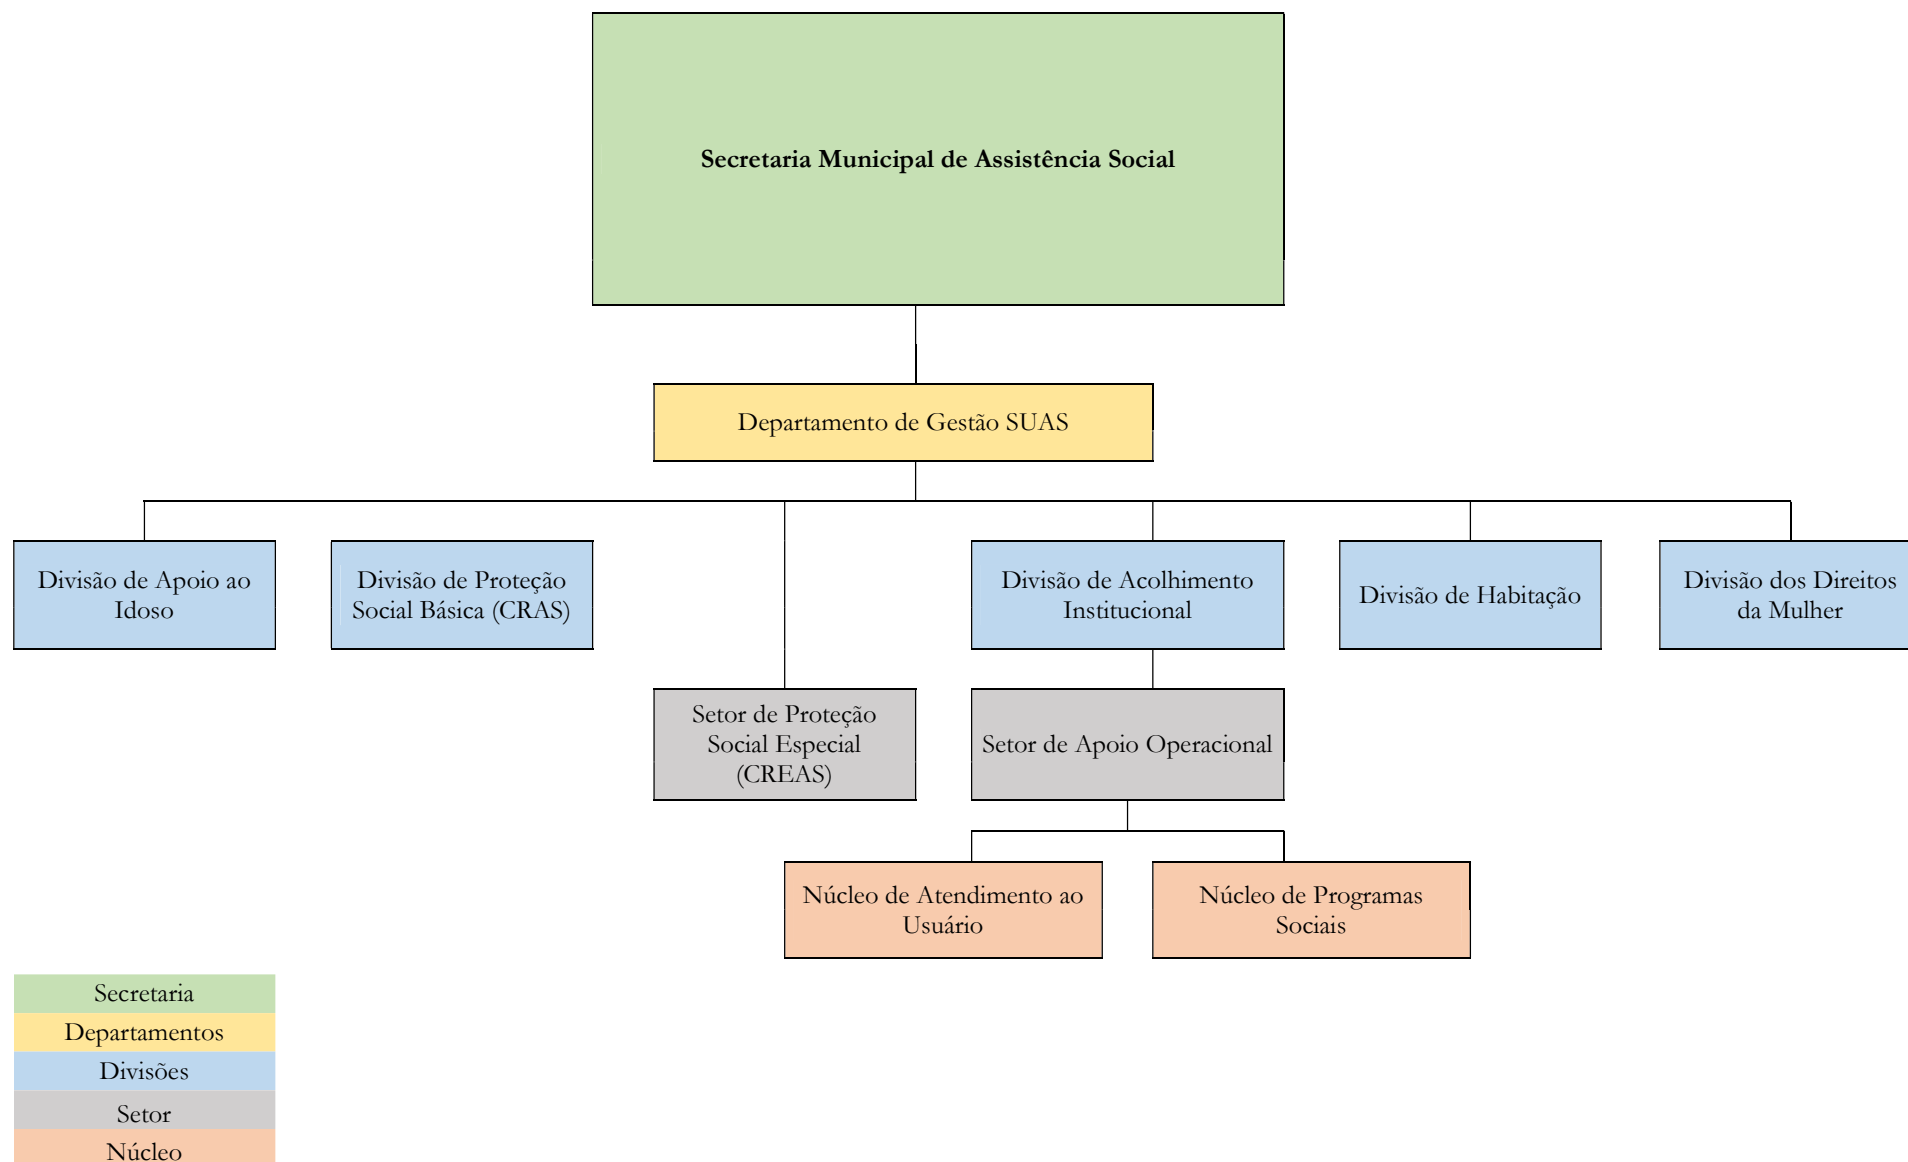 Secretaria Municipal de Assistência Social
Departamento de Gestão SUAS
Divisão de Apoio ao
Idoso
Divisão de Proteção
Social Básica (CRAS)
Divisão de Acolhimento
Institucional
Divisão de Habitação
Divisão dos Direitos
da Mulher
Setor de Proteção
Social Especial
(CREAS)
Setor de Apoio Operacional
Núcleo de Atendimento ao
Usuário
Núcleo de Programas
Sociais
Secretaria
Departamentos
Divisões
Setor
Núcleo